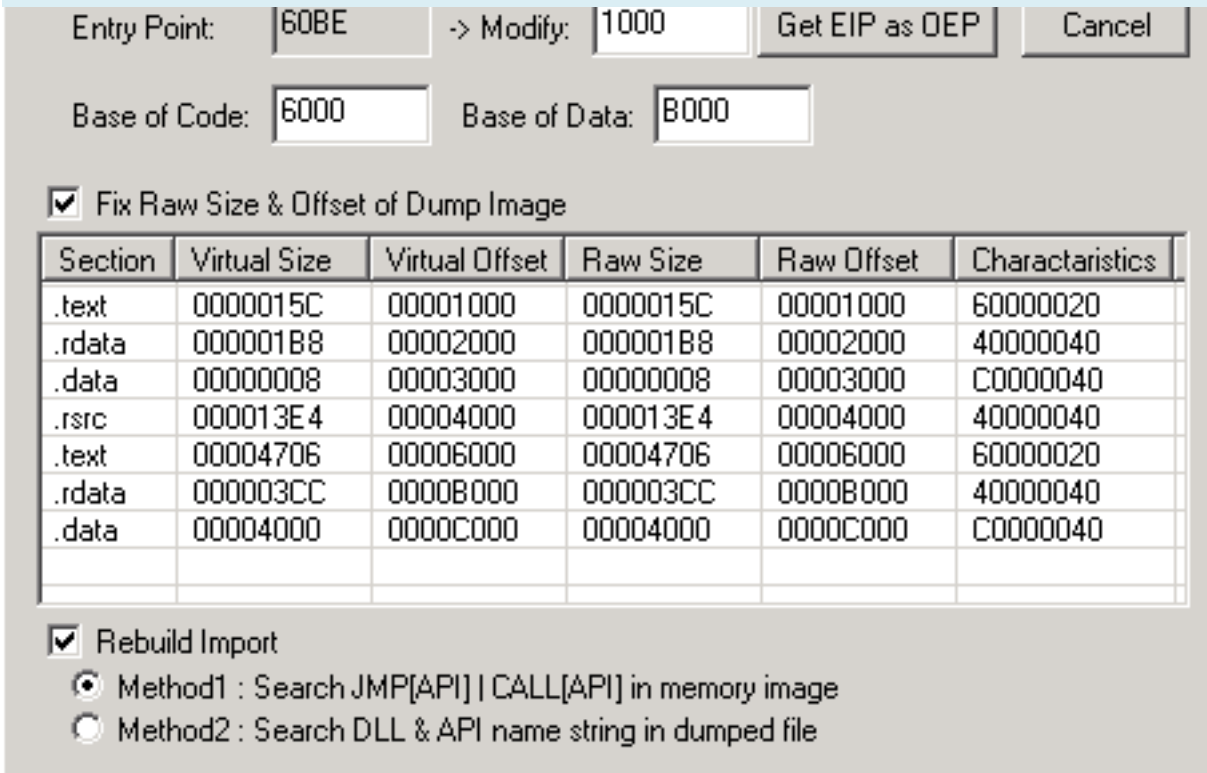 Entry Point: 60BE -> Modify: 1000 Get EIP as OEP Cancel
Base of Code: 6000 Base of Data: B000
Fix Raw Size & Offset of Dump Image
Section Virtual Size Virtual Offset Raw Size Raw Offset Charactaristics
.text 0000015C 00001000 0000015C 00001000 60000020
.rdata 000001B8 00002000 000001B8 00002000 40000040
.data 00000008 00003000 00000008 00003000 C0000040
.rsrc 000013E4 00004000 000013E4 00004000 40000040
.text 00004706 00006000 00004706 00006000 60000020
.rdata 000003CC 0000B000 000003CC 0000B000 40000040
.data 00004000 0000C000 00004000 0000C000 C0000040
Rebuild Import
Method1 : Search JMP[API] | CALL[API] in memory image
Method2 : Search DLL & API name string in dumped file